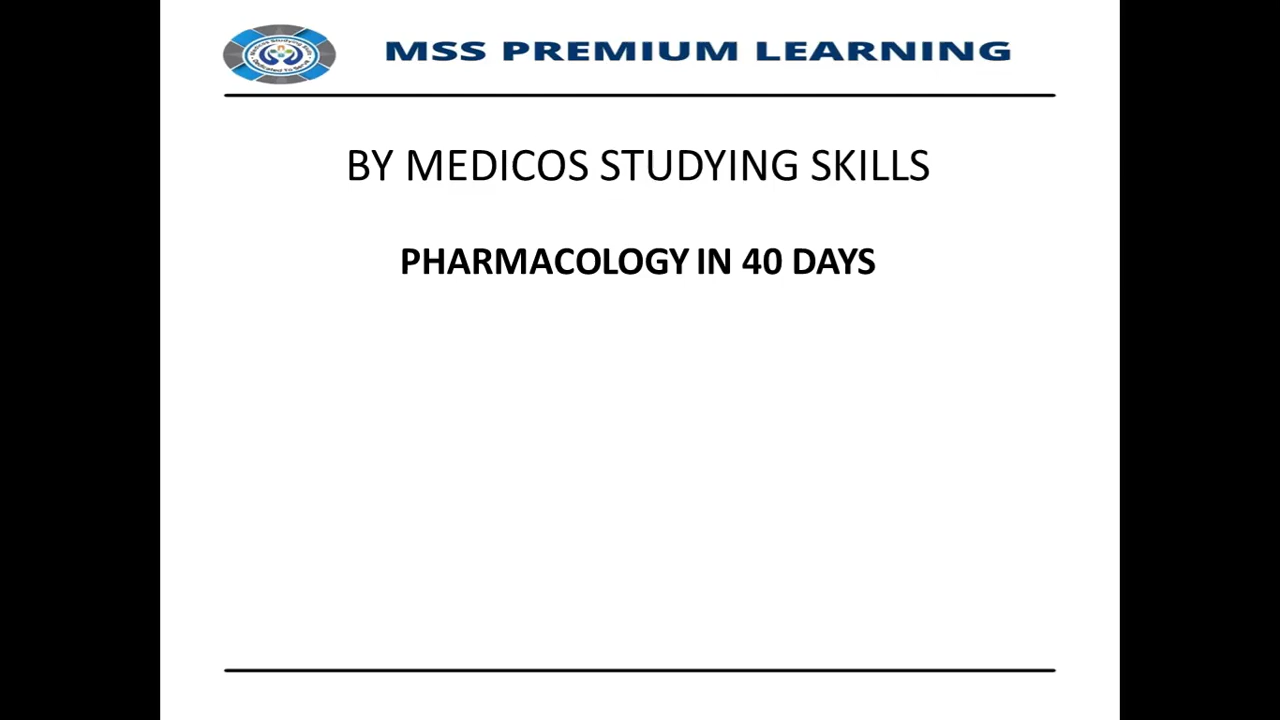 MSS PREMIUM LEARNING
BY MEDICOS STUDYING SKILLS
PHARMACOLOGY IN 40 DAYS